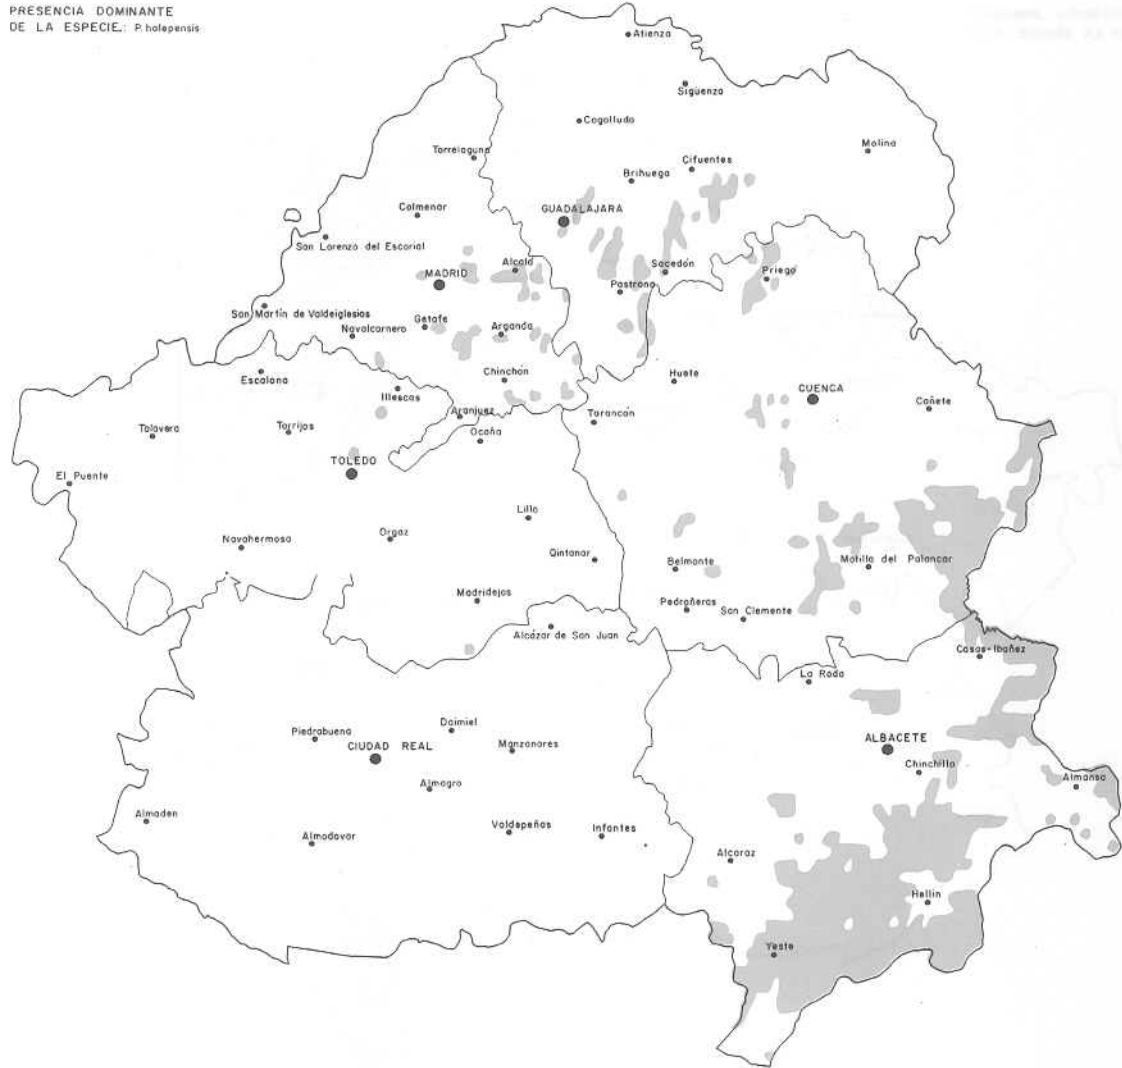 PRESENCIA DOMINANTE
DE LA ESPECIE.: P. halepensis
Atienza
Sigüenza
Cogolludo
Molina
Torrelaguna
Cifuentes
Brihuega
GUADALAJARA
Colmenar
San Lorenzo del Escorial
Alcalá
Sacedón
Priego
MADRID
Pastrana
San Martín de Valdeiglesias
Getafe
Arganda
Navalcarnero
Escalona
Chinchón
Huete
CUENCA
Illescas
Cañete
Aranjuez
Tarancón
Talavera
Torrijos
Ocaña
TOLEDO
El Puente
Lillo
Navahermosa
Orgaz
Qintanar
Belmonte
Motilla del Palancar
Madridejos
Pedroñeras
San Clemente
Alcázar de San Juan
Casas-Ibañez
La Roda
Piedrabuena
Daimiel
CIUDAD REAL
Manzanares
ALBACETE
Chinchilla
Almagro
Almansa
Almaden
Almodovar
Valdepeñas
Infantes
Alcaraz
Hellin
Yeste